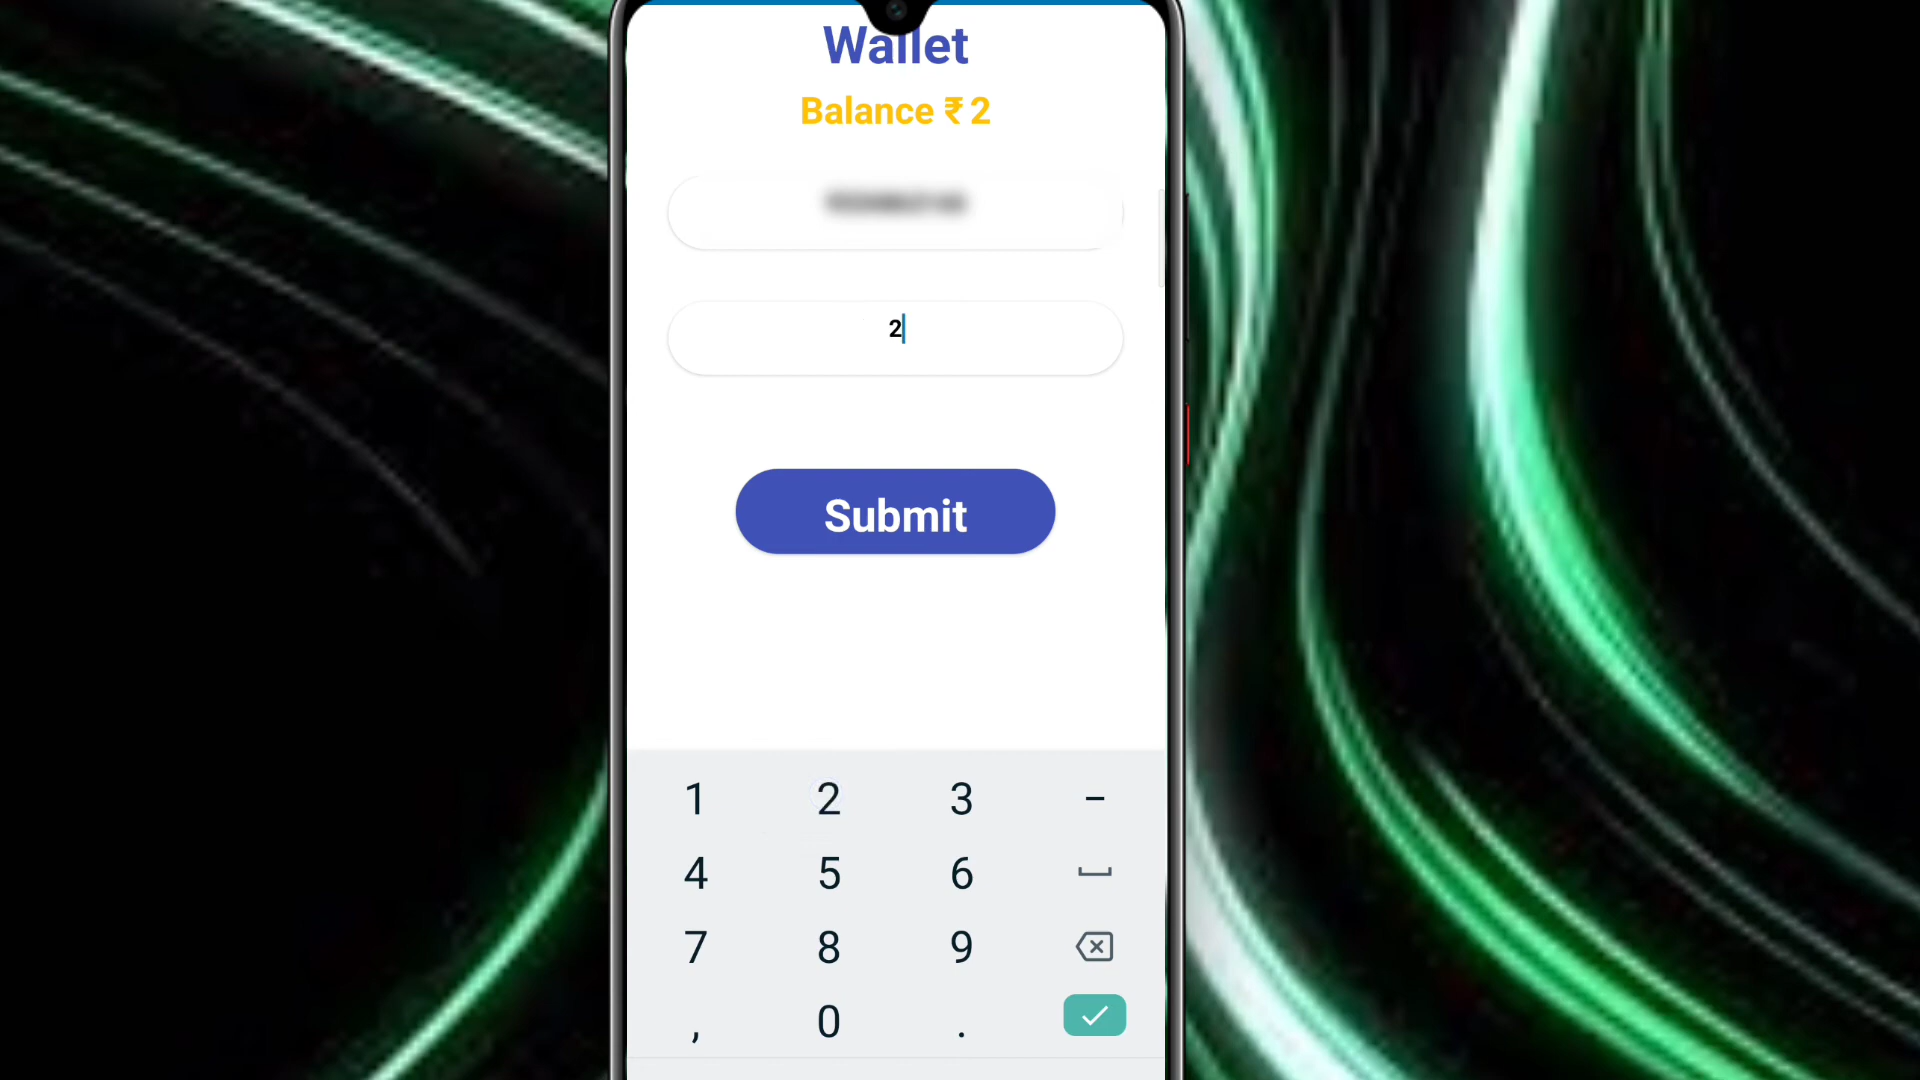 Wallet
Balance ₹ 2
2
Submit
1 2 3 –
4 5 6
7 8 9
, 0 .